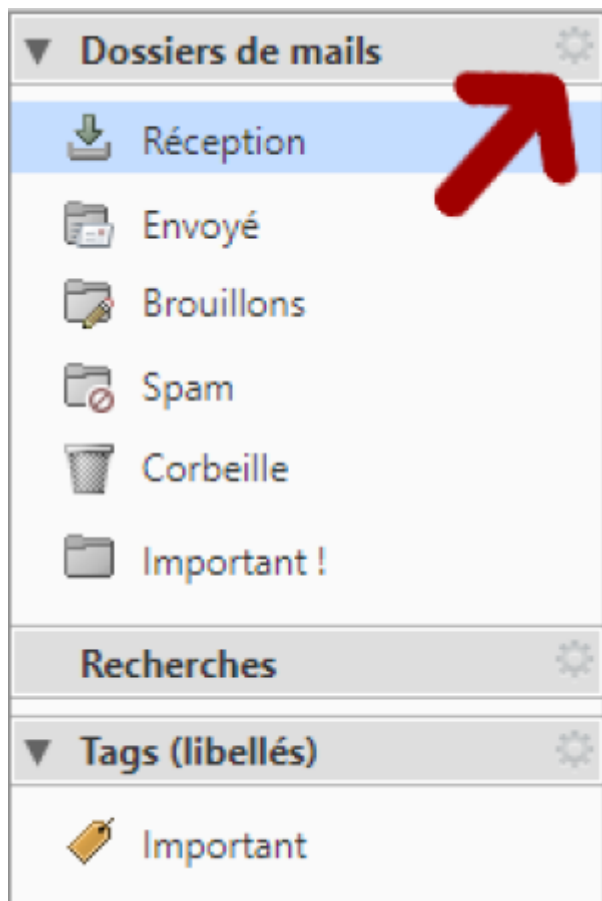 Dossiers de mails
Réception
Envoyé
Brouillons
Spam
Corbeille
Important !
Recherches
Tags (libellés)
Important